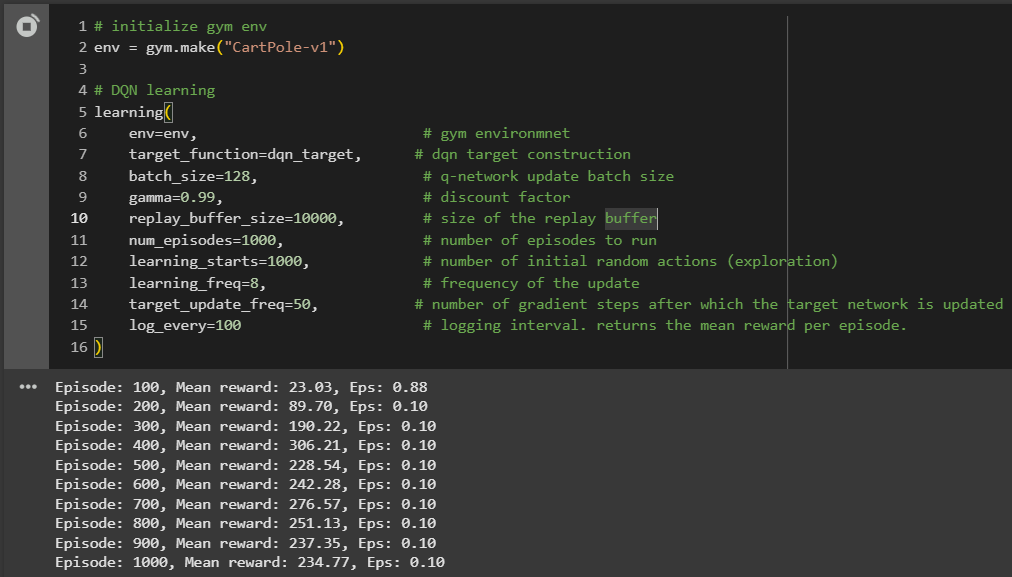 1 # initialize gym env
2 env = gym.make("CartPole-v1")
3
4 # DQN learning
5 learning(
6     env=env,                          # gym environmnet
7     target_function=dqn_target,      # dqn target construction
8     batch_size=128,                   # q-network update batch size
9     gamma=0.99,                       # discount factor
10     replay_buffer_size=10000,         # size of the replay buffer
11     num_episodes=1000,                # number of episodes to run
12     learning_starts=1000,             # number of initial random actions (exploration)
13     learning_freq=8,                  # frequency of the update
14     target_update_freq=50,           # number of gradient steps after which the target network is updated
15     log_every=100                     # logging interval. returns the mean reward per episode.
16 )
Episode: 100, Mean reward: 23.03, Eps: 0.88
Episode: 200, Mean reward: 89.70, Eps: 0.10
Episode: 300, Mean reward: 190.22, Eps: 0.10
Episode: 400, Mean reward: 306.21, Eps: 0.10
Episode: 500, Mean reward: 228.54, Eps: 0.10
Episode: 600, Mean reward: 242.28, Eps: 0.10
Episode: 700, Mean reward: 276.57, Eps: 0.10
Episode: 800, Mean reward: 251.13, Eps: 0.10
Episode: 900, Mean reward: 237.35, Eps: 0.10
Episode: 1000, Mean reward: 234.77, Eps: 0.10